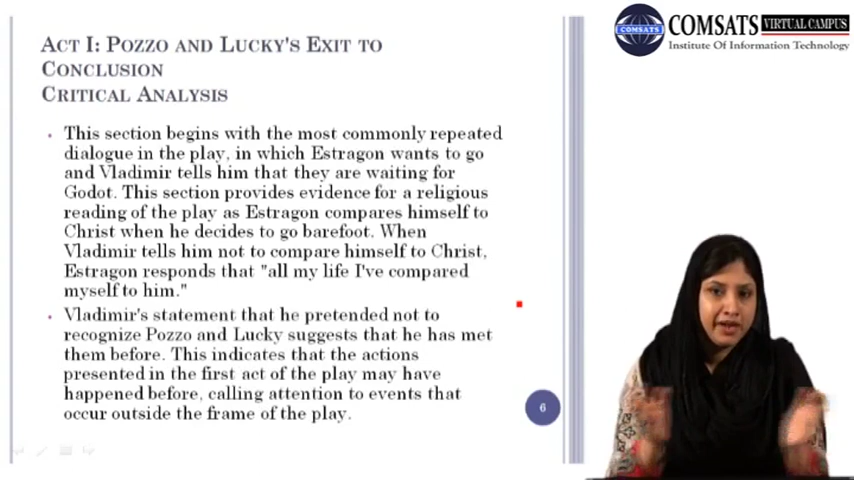 ACT I: POZZO AND LUCKY'S EXIT TO
CONCLUSION
CRITICAL ANALYSIS
This section begins with the most commonly repeated
dialogue in the play, in which Estragon wants to go
and Vladimir tells him that they are waiting for
Godot. This section provides evidence for a religious
reading of the play as Estragon compares himself to
Christ when he decides to go barefoot. When
Vladimir tells him not to compare himself to Christ,
Estragon responds that "all my life I've compared
myself to him."
Vladimir's statement that he pretended not to
recognize Pozzo and Lucky suggests that he has met
them before. This indicates that the actions
presented in the first act of the play may have
happened before, calling attention to events that
occur outside the frame of the play.
6
COMSATS
COMSATS VIRTUAL CAMPUS
Institute Of Information Technology